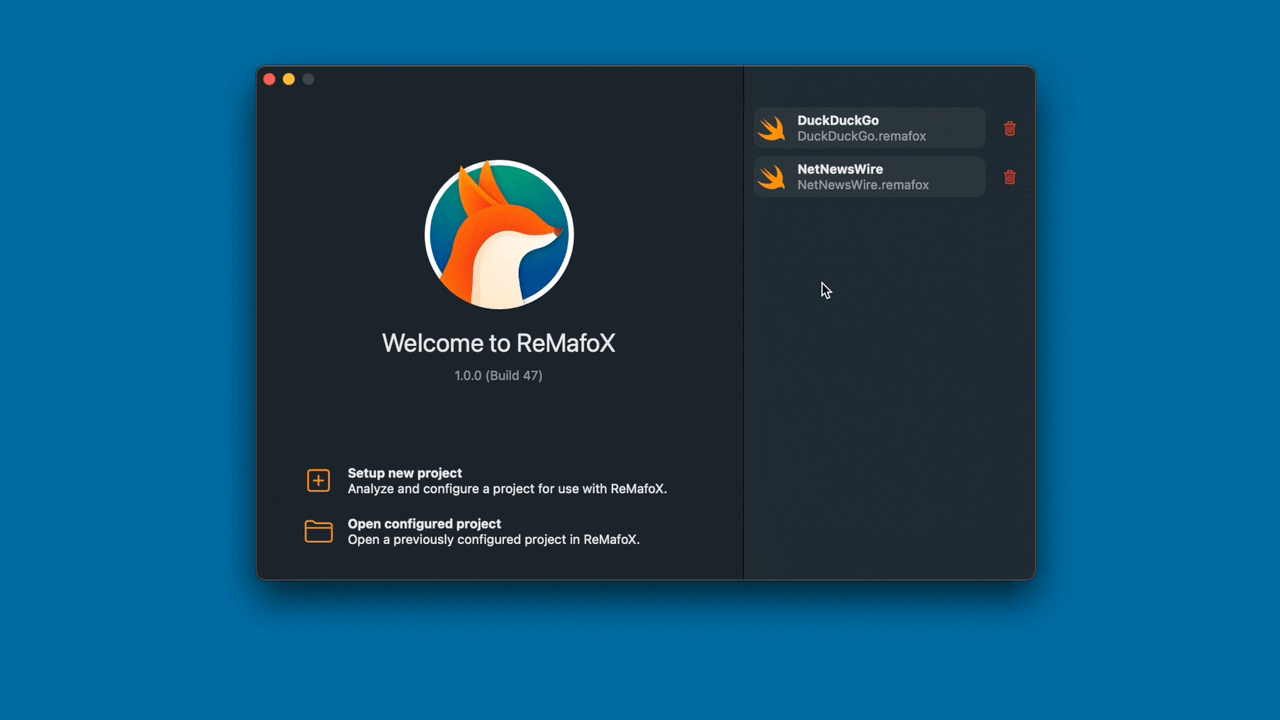 Welcome to ReMafoX
1.0.0 (Build 47)
Setup new project
Analyze and configure a project for use with ReMafoX.
Open configured project
Open a previously configured project in ReMafoX.
DuckDuckGo
DuckDuckGo.remafox
NetNewsWire
NetNewsWire.remafox